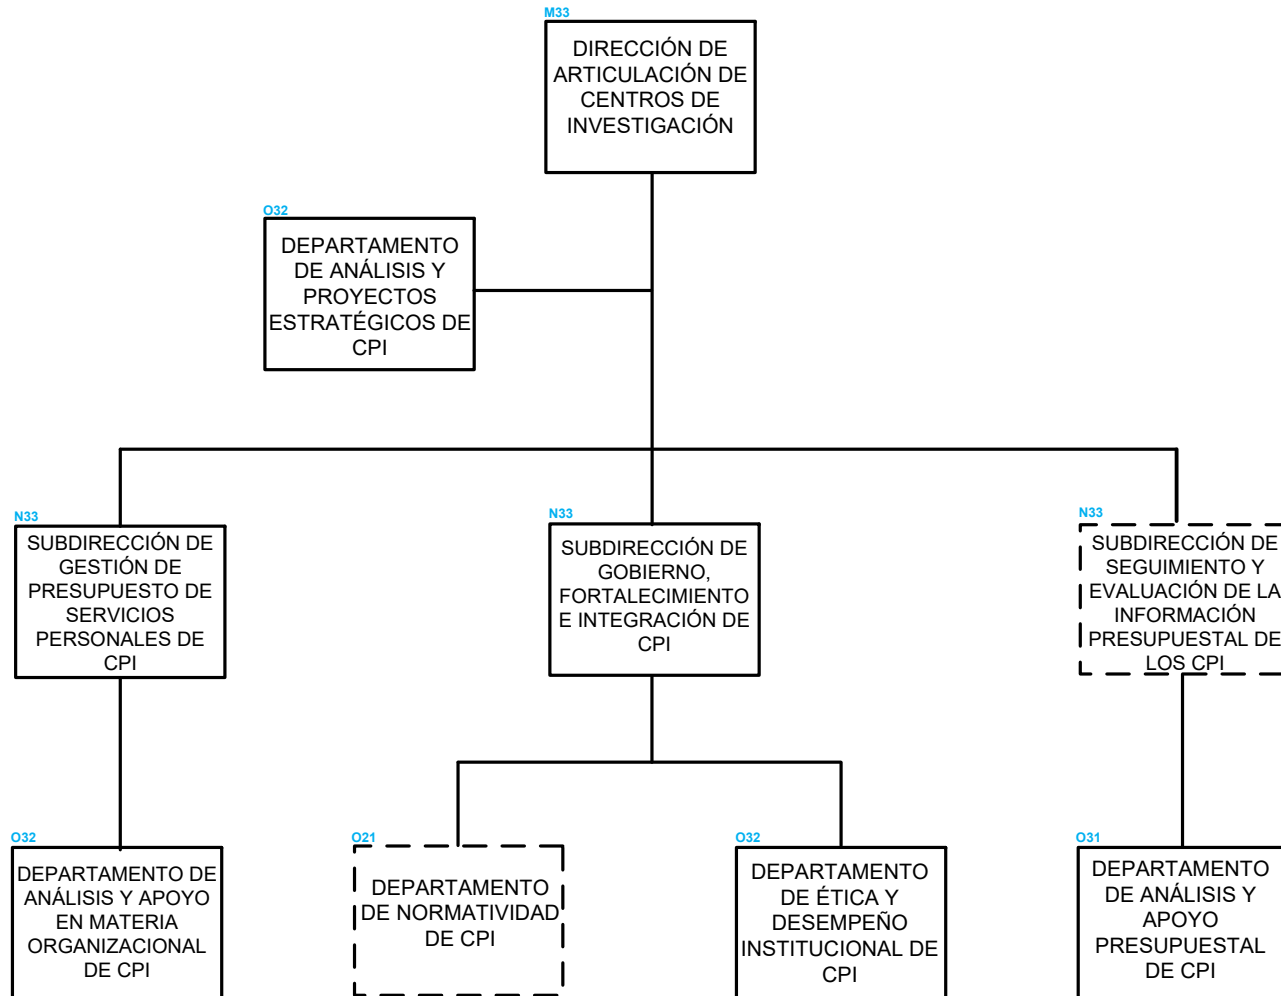 M33
DIRECCIÓN DE
ARTICULACIÓN DE
CENTROS DE
INVESTIGACIÓN
O32
DEPARTAMENTO
DE ANÁLISIS Y
PROYECTOS
ESTRATÉGICOS DE
CPI
N33
SUBDIRECCIÓN DE
GESTIÓN DE
PRESUPUESTO DE
SERVICIOS
PERSONALES DE
CPI
N33
SUBDIRECCIÓN DE
GOBIERNO,
FORTALECIMIENTO
E INTEGRACIÓN DE
CPI
N33
SUBDIRECCIÓN DE
SEGUIMIENTO Y
EVALUACIÓN DE LA
INFORMACIÓN
PRESUPUESTAL DE
LOS CPI
O32
DEPARTAMENTO DE
ANÁLISIS Y APOYO
EN MATERIA
ORGANIZACIONAL
DE CPI
O21
DEPARTAMENTO
DE NORMATIVIDAD
DE CPI
O32
DEPARTAMENTO
DE ÉTICA Y
DESEMPEÑO
INSTITUCIONAL DE
CPI
O31
DEPARTAMENTO
DE ANÁLISIS Y
APOYO
PRESUPUESTAL
DE CPI